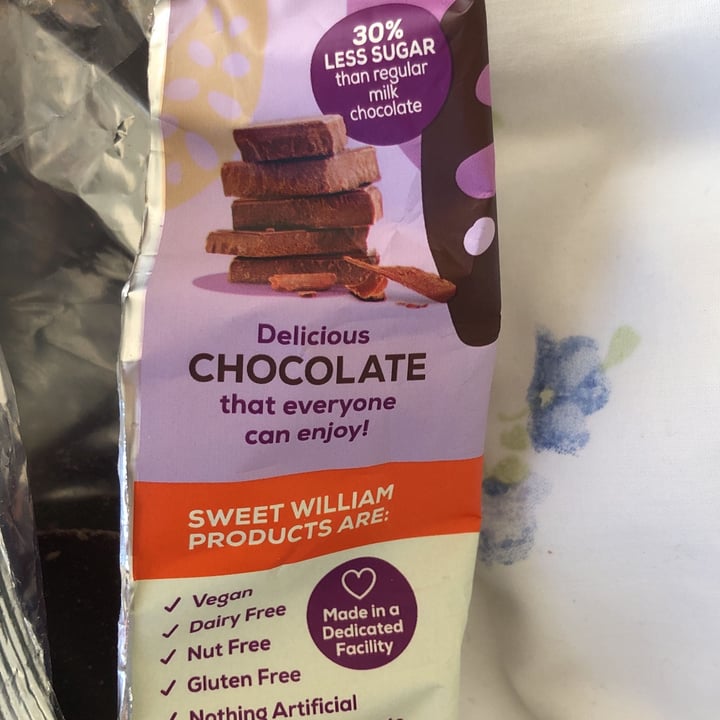 30%
LESS SUGAR
than regular
milk
chocolate
Delicious
CHOCOLATE
that everyone
can enjoy!
SWEET WILLIAM
PRODUCTS ARE:
✓ Vegan
✓ Dairy Free
✓ Nut Free
✓ Gluten Free
✓ Nothing Artificial
Made in a
Dedicated
Facility